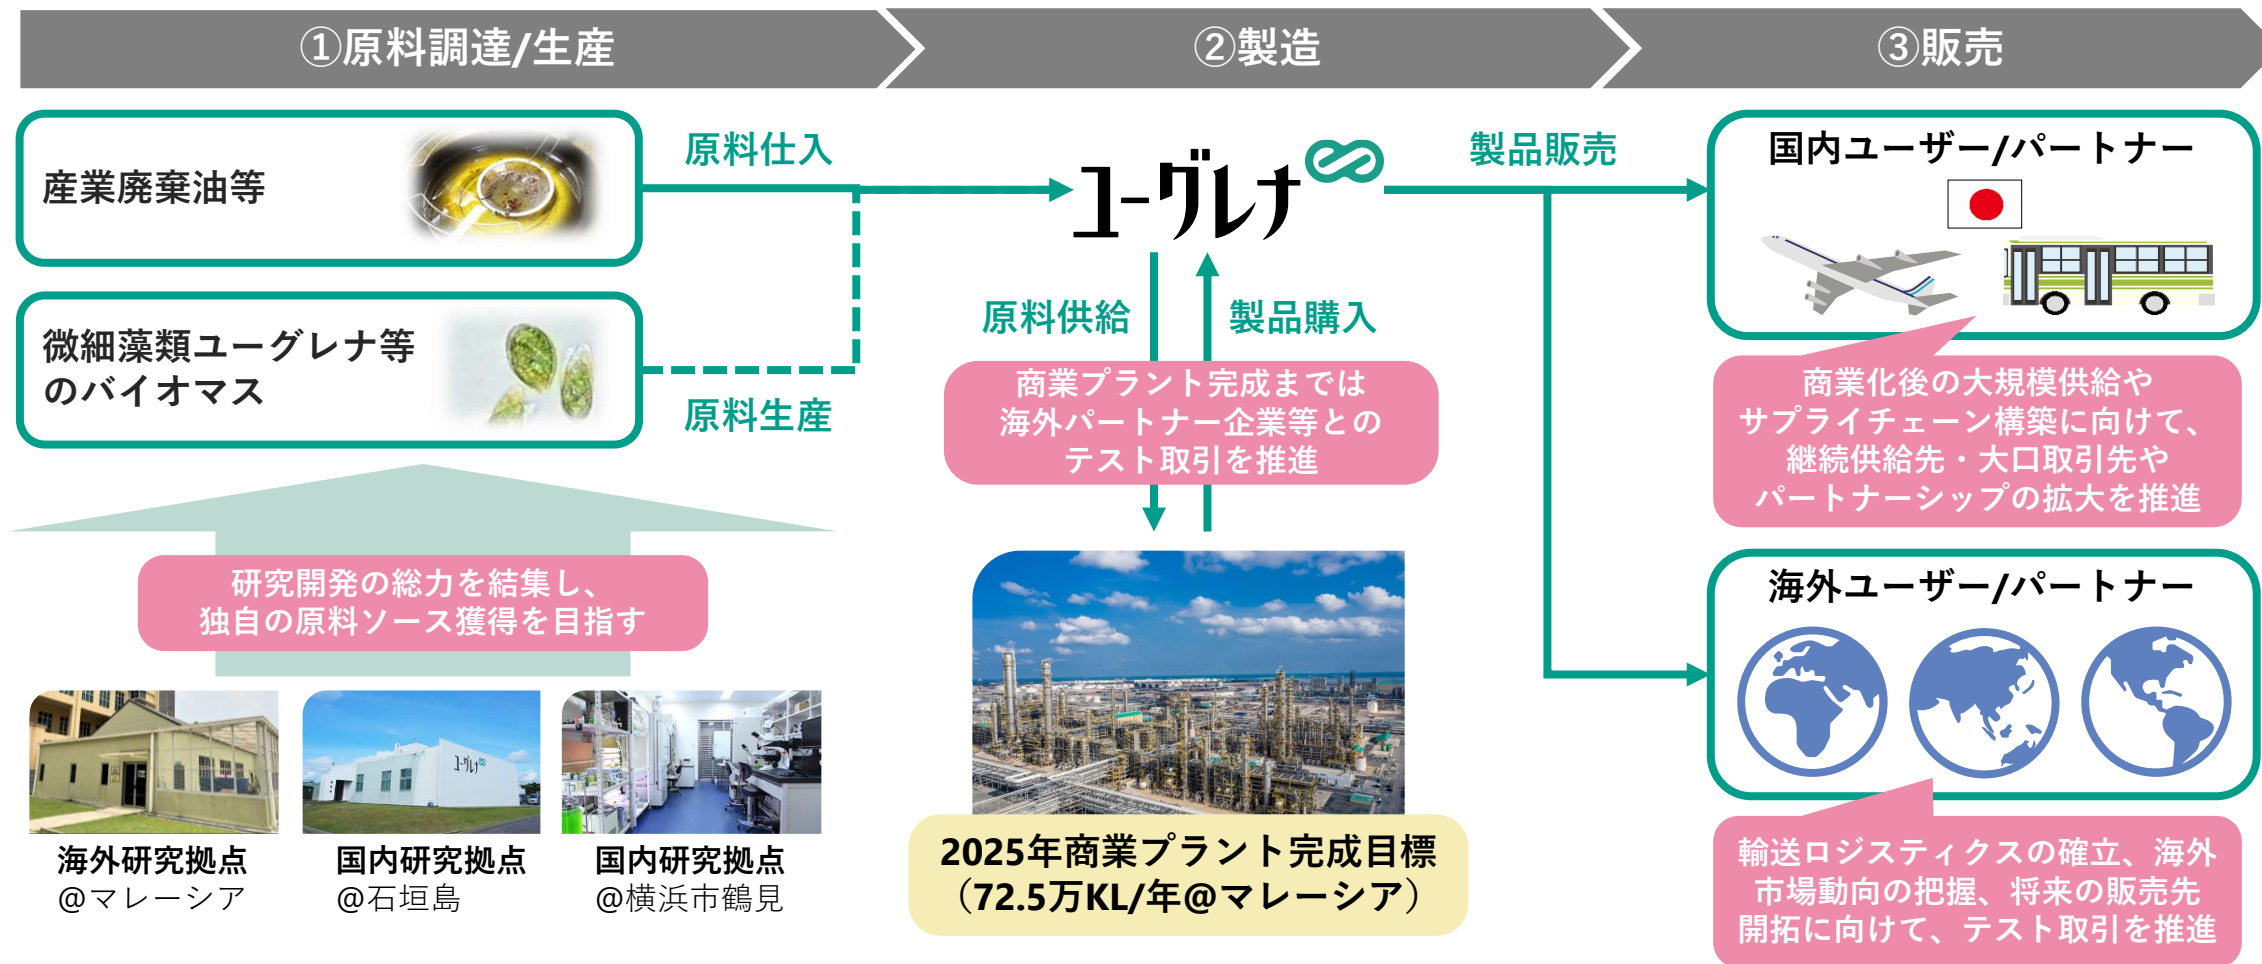 ①原料調達/生産
②製造
③販売
産業廃棄油等
原料仕入
微細藻類ユーグレナ等
のバイオマス
原料生産
研究開発の総力を結集し、
独自の原料ソース獲得を目指す
ユーグレナ
海外研究拠点
@マレーシア
国内研究拠点
@石垣島
国内研究拠点
@横浜市鶴見
ユーグレナ
原料供給
製品購入
商業プラント完成までは
海外パートナー企業等との
テスト取引を推進
2025年商業プラント完成目標
（72.5万KL/年@マレーシア）
製品販売
国内ユーザー/パートナー
商業化後の大規模供給や
サプライチェーン構築に向けて、
継続供給先・大口取引先や
パートナーシップの拡大を推進
海外ユーザー/パートナー
輸送ロジスティクスの確立、海外
市場動向の把握、将来の販売先
開拓に向けて、テスト取引を推進